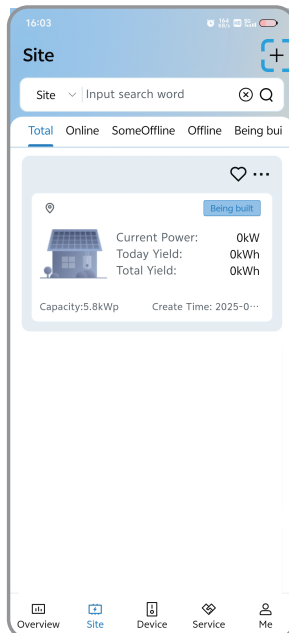 16:03
Site
Site Input search word
Total Online SomeOffline Offline Being bui
Being built
Current Power: 0kW
Today Yield: 0kWh
Total Yield: 0kWh
Capacity:5.8kWp Create Time: 2025-0···
Overview Site Device Service Me